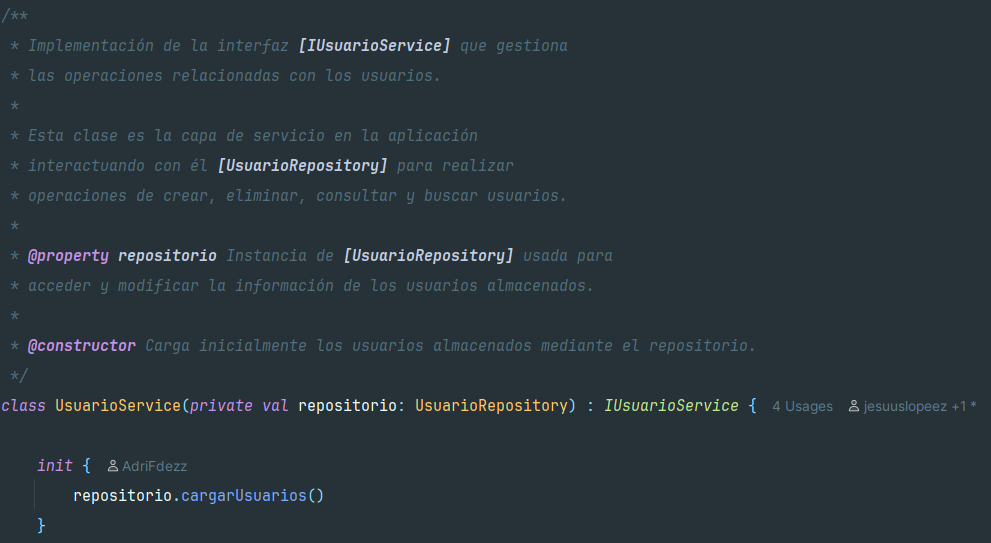 /**
* Implementación de la interfaz [IUsuarioService] que gestiona
* las operaciones relacionadas con los usuarios.
*
* Esta clase es la capa de servicio en la aplicación
* interactuando con él [UsuarioRepository] para realizar
* operaciones de crear, eliminar, consultar y buscar usuarios.
*
* @property repositorio Instancia de [UsuarioRepository] usada para
* acceder y modificar la información de los usuarios almacenados.
*
* @constructor Carga inicialmente los usuarios almacenados mediante el repositorio.
*/
class UsuarioService(private val repositorio: UsuarioRepository) : IUsuarioService { 4 Usages jesuuslopeez +1 *
init { AdriFdezz
repositorio.cargarUsuarios()
}